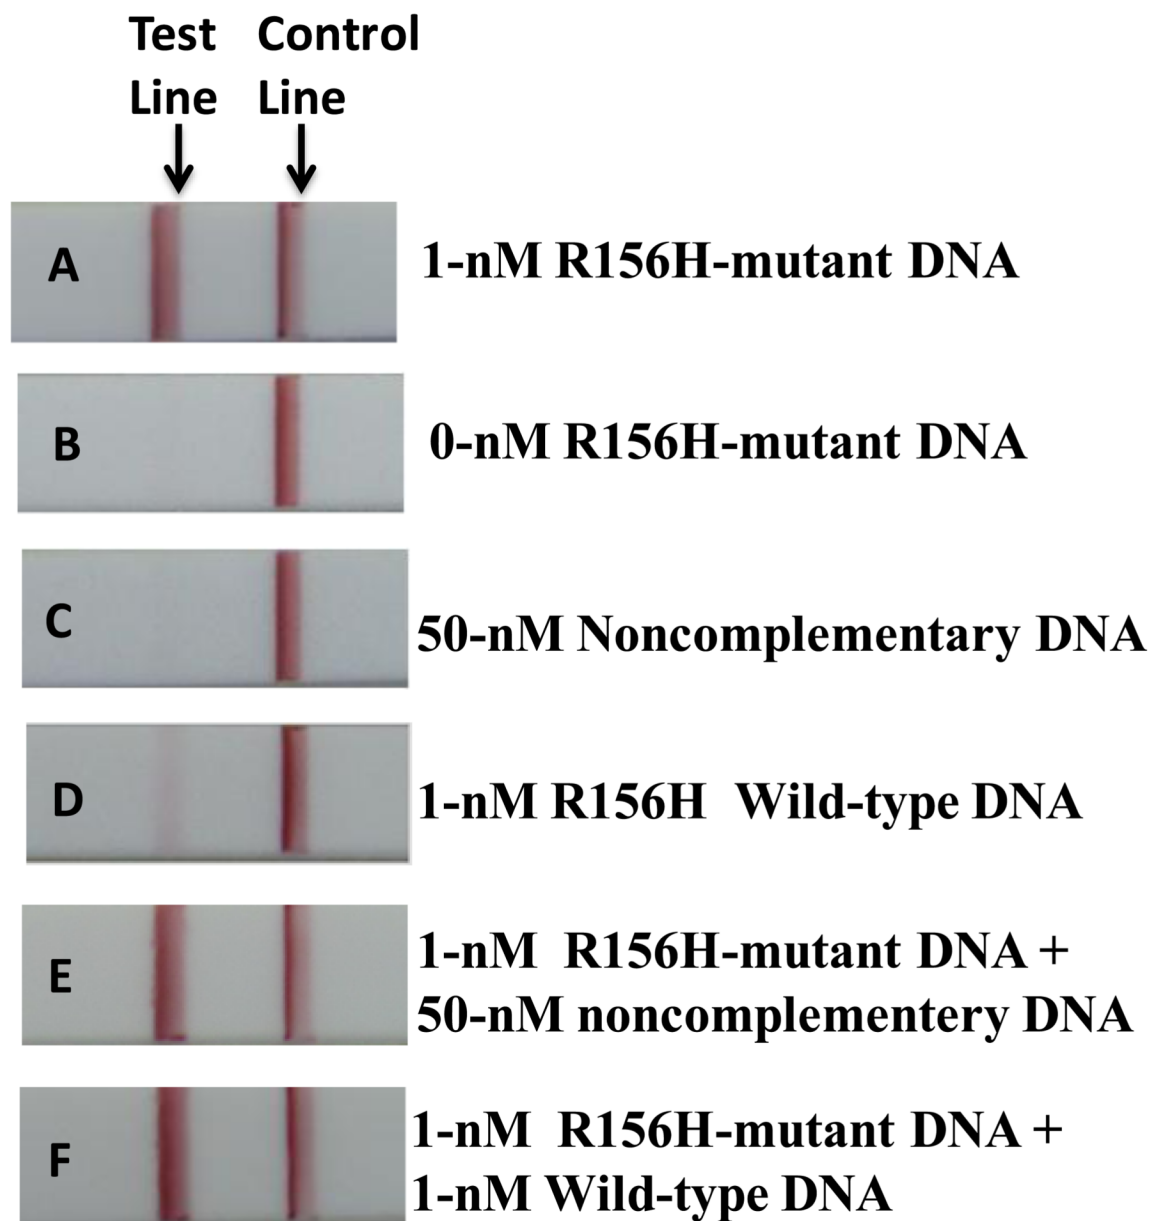 Test Control
Line Line
A
1-nM R156H-mutant DNA
B
0-nM R156H-mutant DNA
C
50-nM Noncomplementary DNA
D
1-nM R156H Wild-type DNA
E
1-nM R156H-mutant DNA +
50-nM noncomplementery DNA
F
1-nM R156H-mutant DNA +
1-nM Wild-type DNA